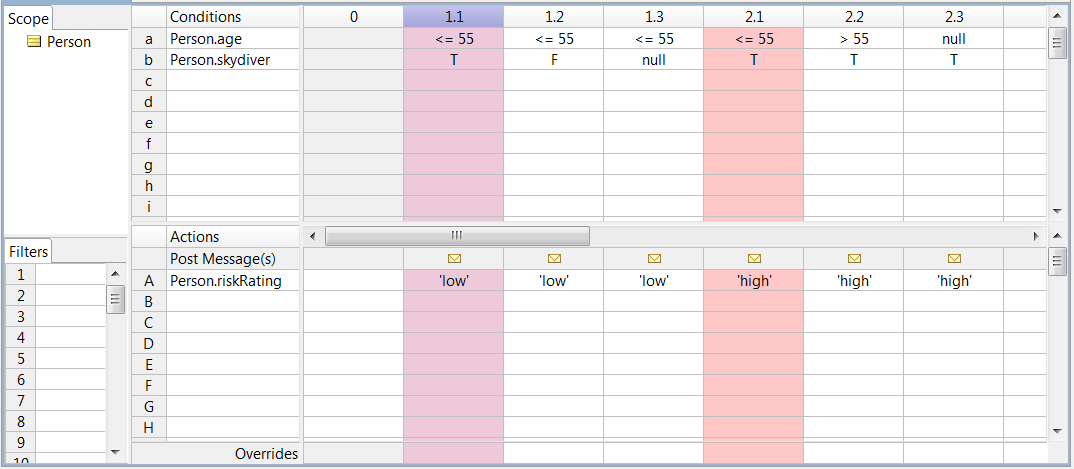 Scope
Person
Conditions 0 1.1 1.2 1.3 2.1 2.2 2.3
a Person.age <= 55 <= 55 <= 55 <= 55 > 55 null
b Person.skydiver T F null T T T
c
d
e
f
g
h
i
Filters
1
2
3
4
5
6
7
8
9
10
Actions
Post Message(s)
A Person.riskRating 'low' 'low' 'low' 'high' 'high' 'high'
B
C
D
E
F
G
H
Overrides